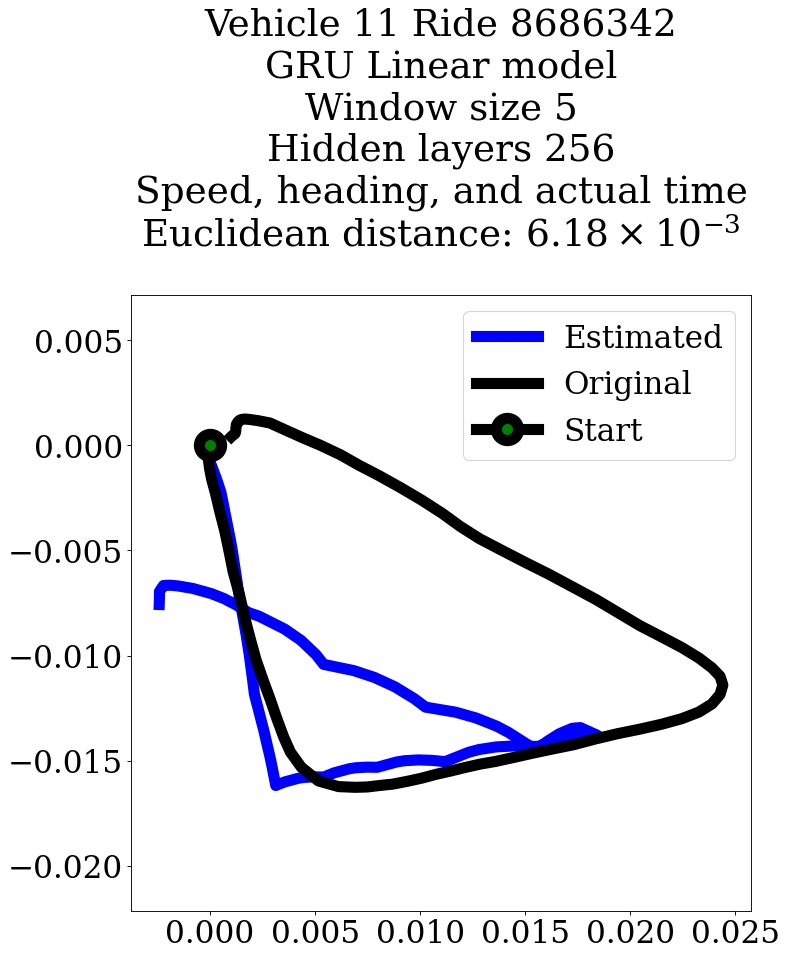 Vehicle 11 Ride 8686342
GRU Linear model
Window size 5
Hidden layers 256
Speed, heading, and actual time
Euclidean distance: 6.18 × 10⁻³
Estimated
Original
Start
0.005
0.000
−0.005
−0.010
−0.015
−0.020
0.000 0.005 0.010 0.015 0.020 0.025